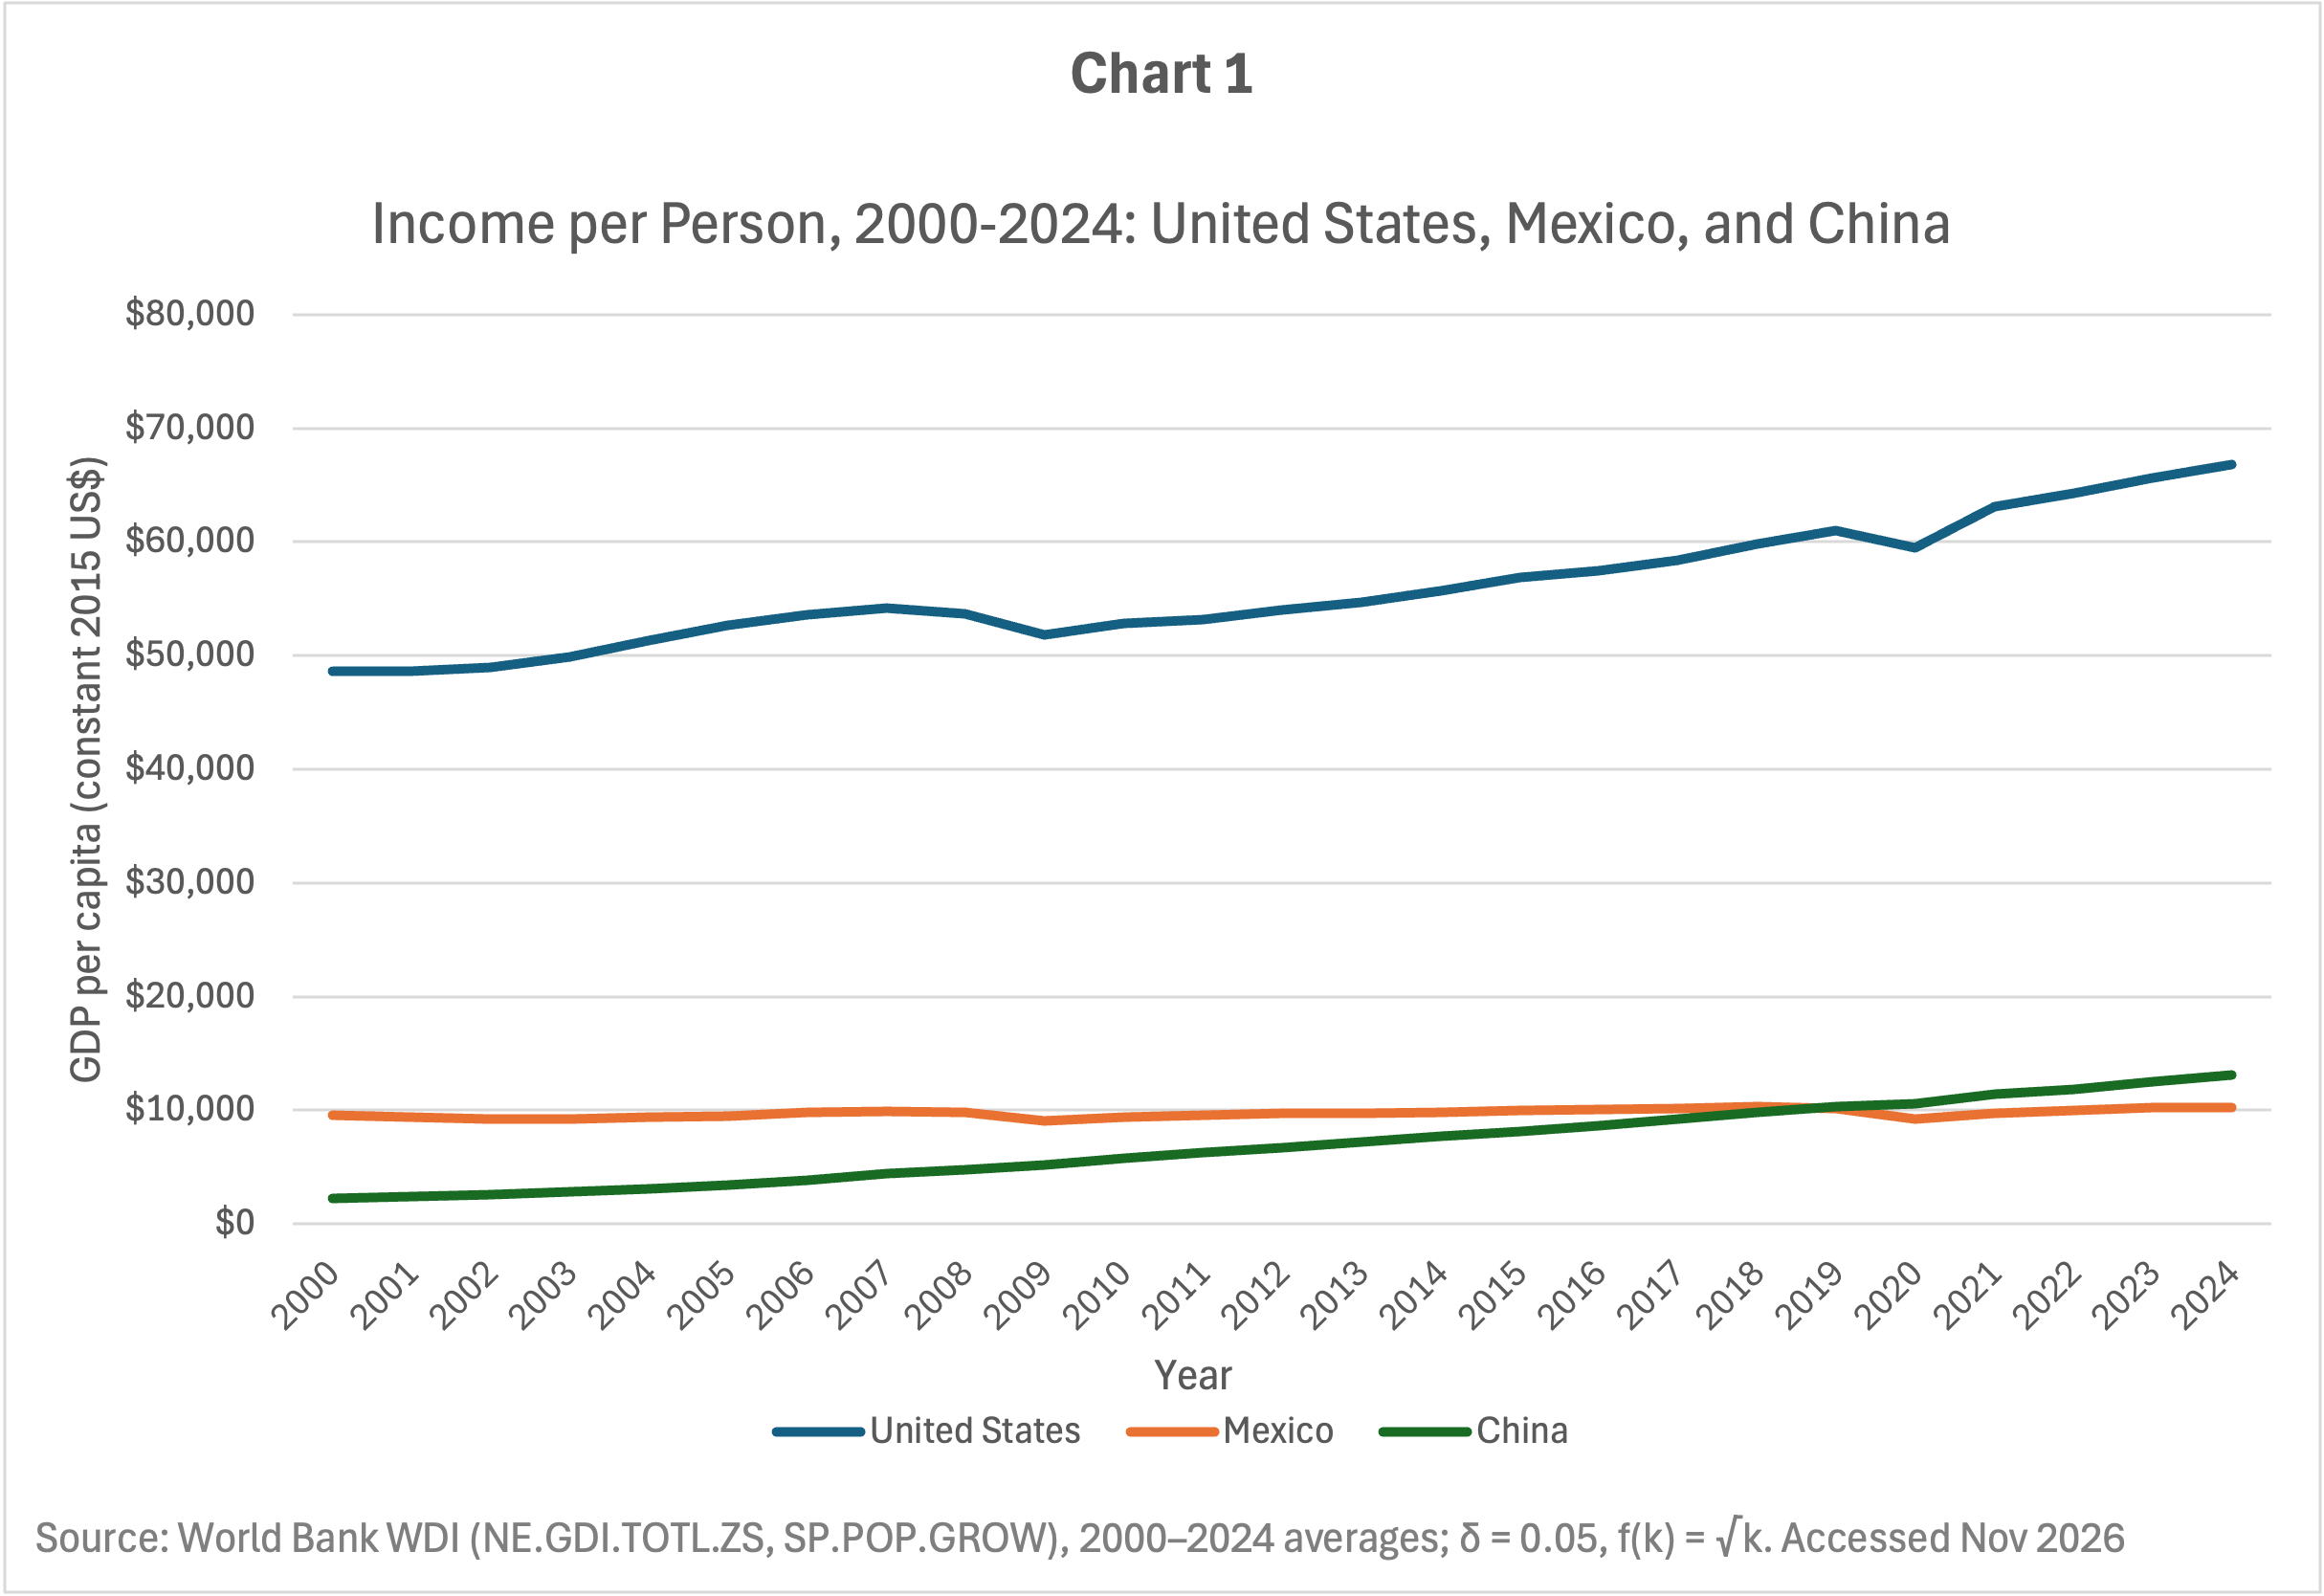 Chart 1
Income per Person, 2000-2024: United States, Mexico, and China
GDP per capita (constant 2015 US$)
$80,000
$70,000
$60,000
$50,000
$40,000
$30,000
$20,000
$10,000
$0
2000 2001 2002 2003 2004 2005 2006 2007 2008 2009 2010 2011 2012 2013 2014 2015 2016 2017 2018 2019 2020 2021 2022 2023 2024
Year
United States Mexico China
Source: World Bank WDI (NE.GDI.TOTL.ZS, SP.POP.GROW), 2000–2024 averages; δ = 0.05, f(k) = √k. Accessed Nov 2026